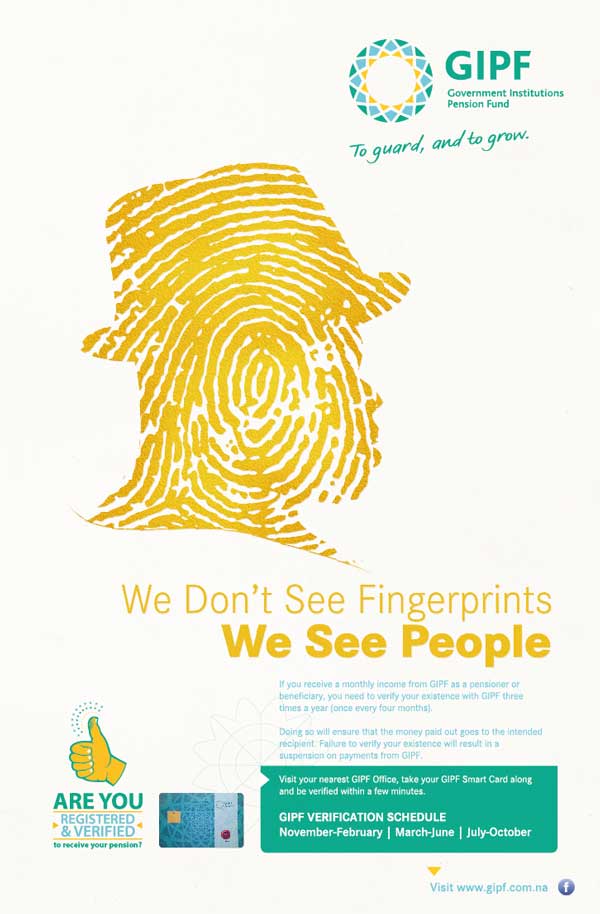 GIPF
Government Institutions
Pension Fund
To guard, and to grow.
We Don't See Fingerprints
We See People
If you receive a monthly income from GIPF as a pensioner or
beneficiary, you need to verify your existence with GIPF three
times a year (once every four months).
Doing so will ensure that the money paid out goes to the intended
recipient. Failure to verify your existence will result in a
suspension on payments from GIPF.
Visit your nearest GIPF Office, take your GIPF Smart Card along
and be verified within a few minutes.
GIPF VERIFICATION SCHEDULE
November-February | March-June | July-October
ARE YOU
REGISTERED
& VERIFIED
to receive your pension?
Visit www.gipf.com.na
f